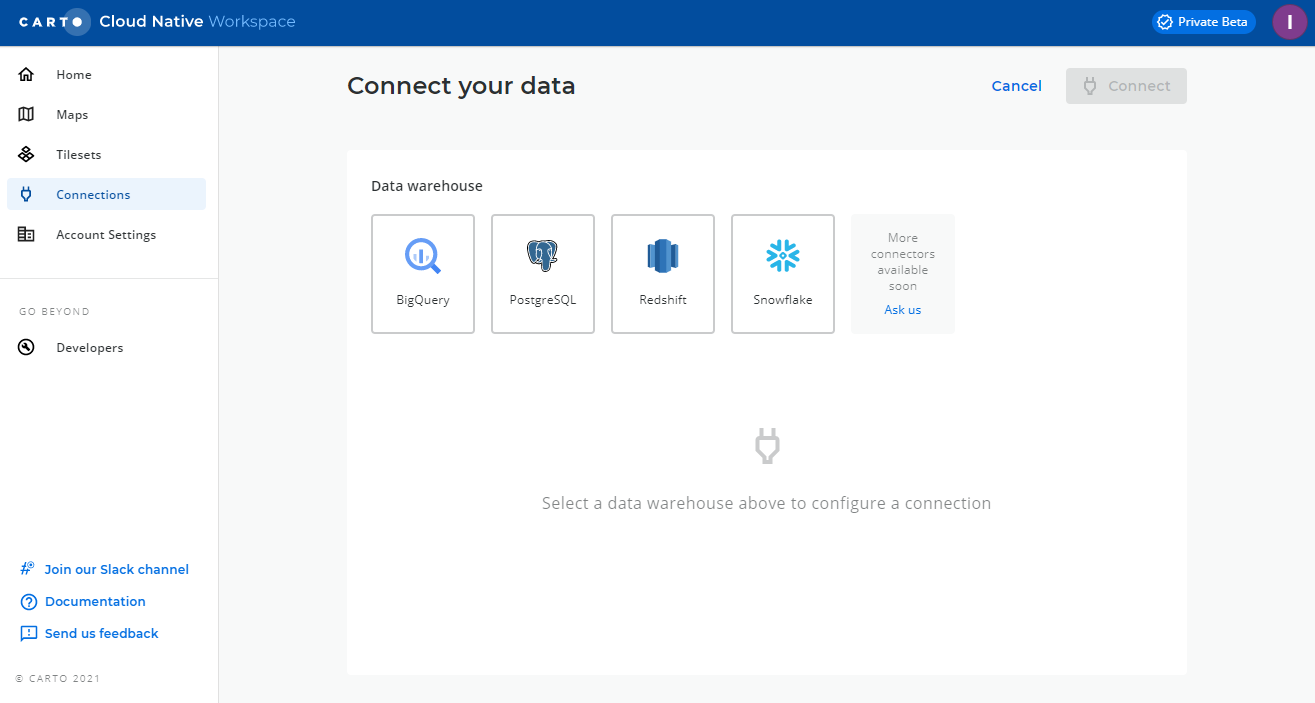 CARTO Cloud Native Workspace
Private Beta
I
Home
Maps
Tilesets
Connections
Account Settings
GO BEYOND
Developers
Join our Slack channel
Documentation
Send us feedback
© CARTO 2021
Connect your data
Cancel
Connect
Data warehouse
BigQuery
PostgreSQL
Redshift
Snowflake
More
connectors
available
soon
Ask us
Select a data warehouse above to configure a connection